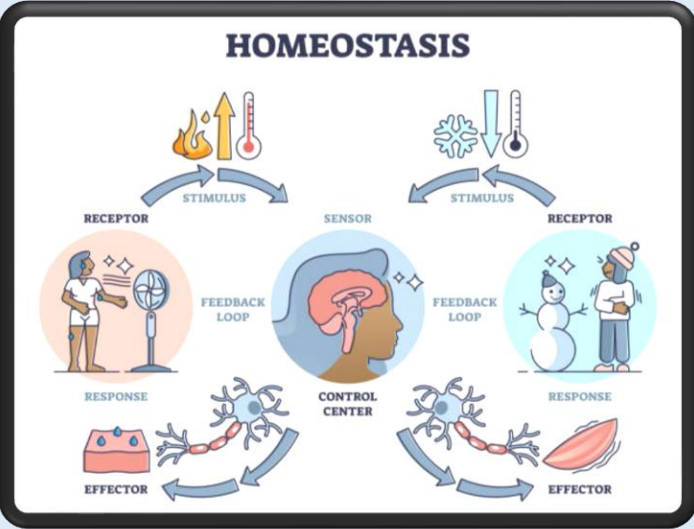 HOMEOSTASIS
STIMULUS
STIMULUS
RECEPTOR
SENSOR
RECEPTOR
FEEDBACK
LOOP
FEEDBACK
LOOP
RESPONSE
CONTROL
CENTER
RESPONSE
EFFECTOR
EFFECTOR